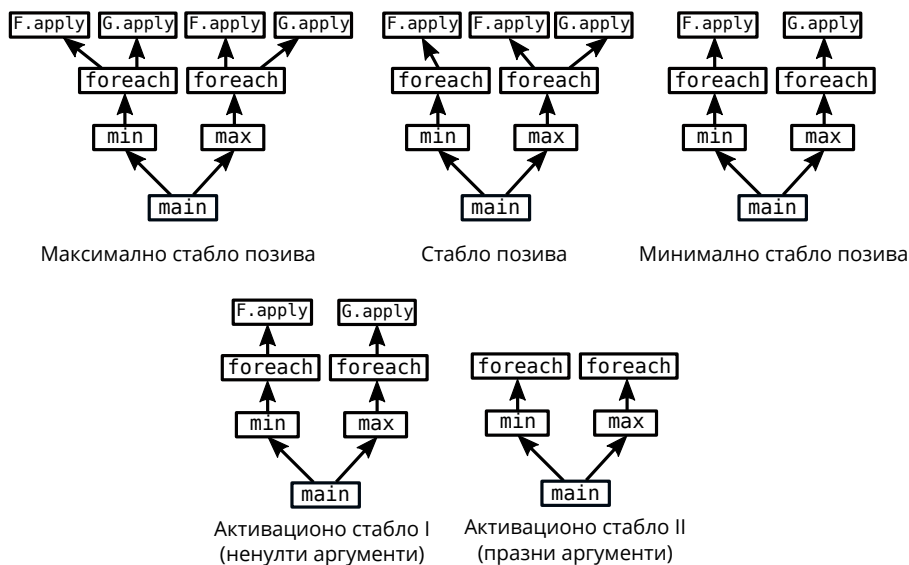 F.apply G.apply F.apply G.apply F.apply F.apply G.apply F.apply G.apply
foreach foreach foreach foreach foreach foreach
min max min max min max
main main main
Максимално стабло позива Стабло позива Минимално стабло позива
F.apply G.apply
foreach foreach foreach foreach
min max min max
main main
Активационо стабло I Активационо стабло II
(ненулти аргументи) (празни аргументи)